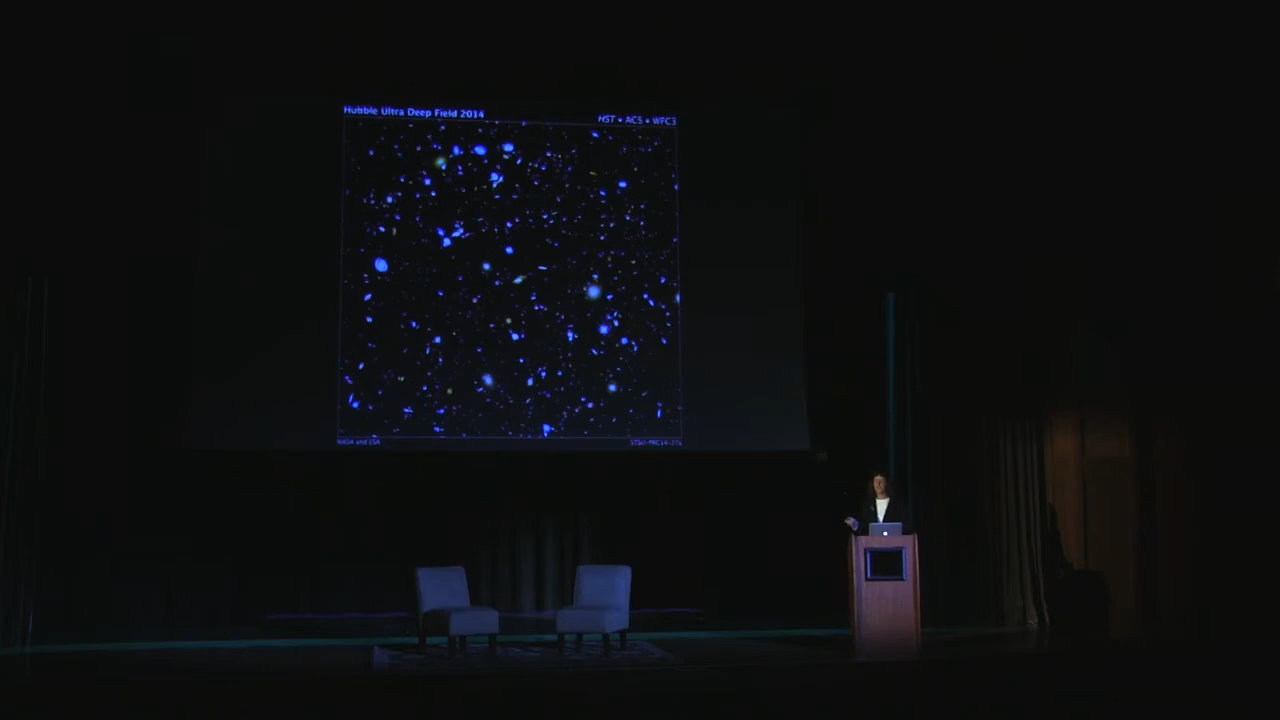 Hubble Ultra Deep Field 2014
HST • ACS • WFC3
NASA and ESA
STScI-PRC14-27a